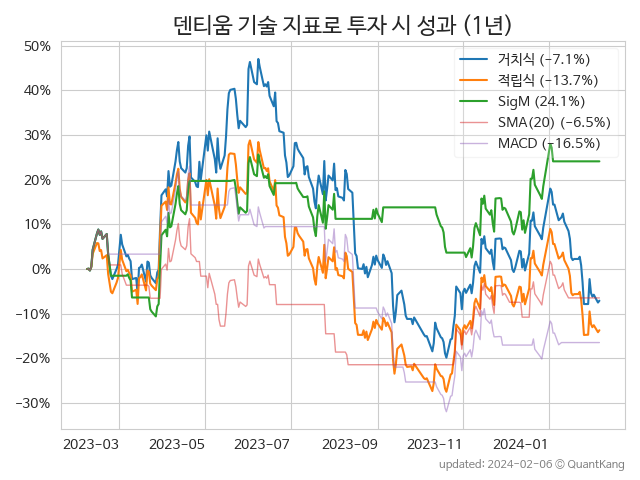 덴티움 기술 지표로 투자 시 성과 (1년)
거치식 (−7.1%)
적립식 (−13.7%)
SigM (24.1%)
SMA(20) (−6.5%)
MACD (−16.5%)
50%
40%
30%
20%
10%
0%
−10%
−20%
−30%
2023-03
2023-05
2023-07
2023-09
2023-11
2024-01
updated: 2024-02-06 ⓒ QuantKang